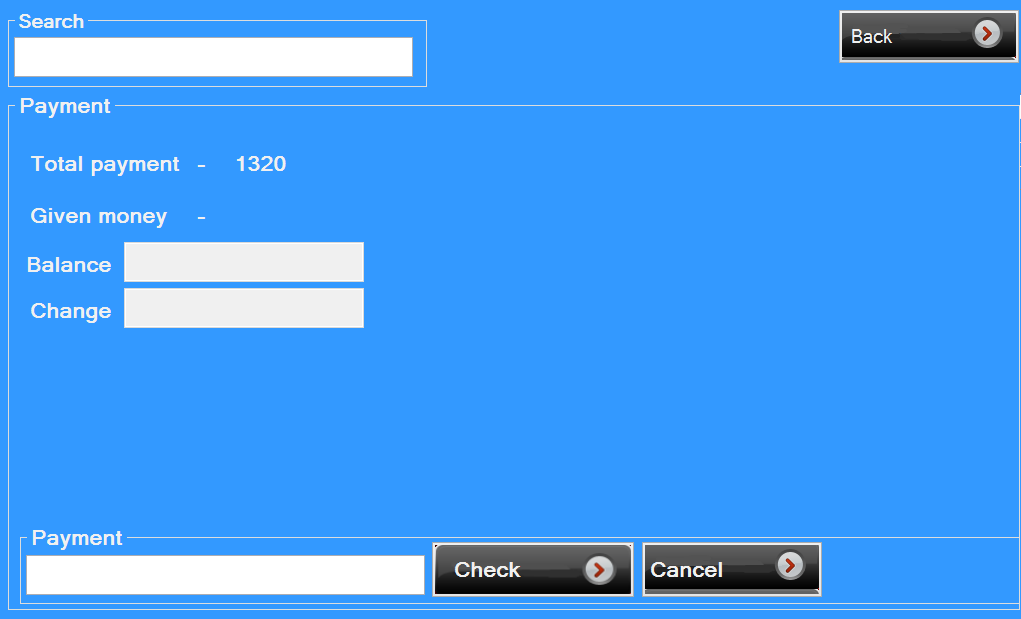 Search
Back
Payment
Total payment - 1320
Given money -
Balance
Change
Payment
Check
Cancel